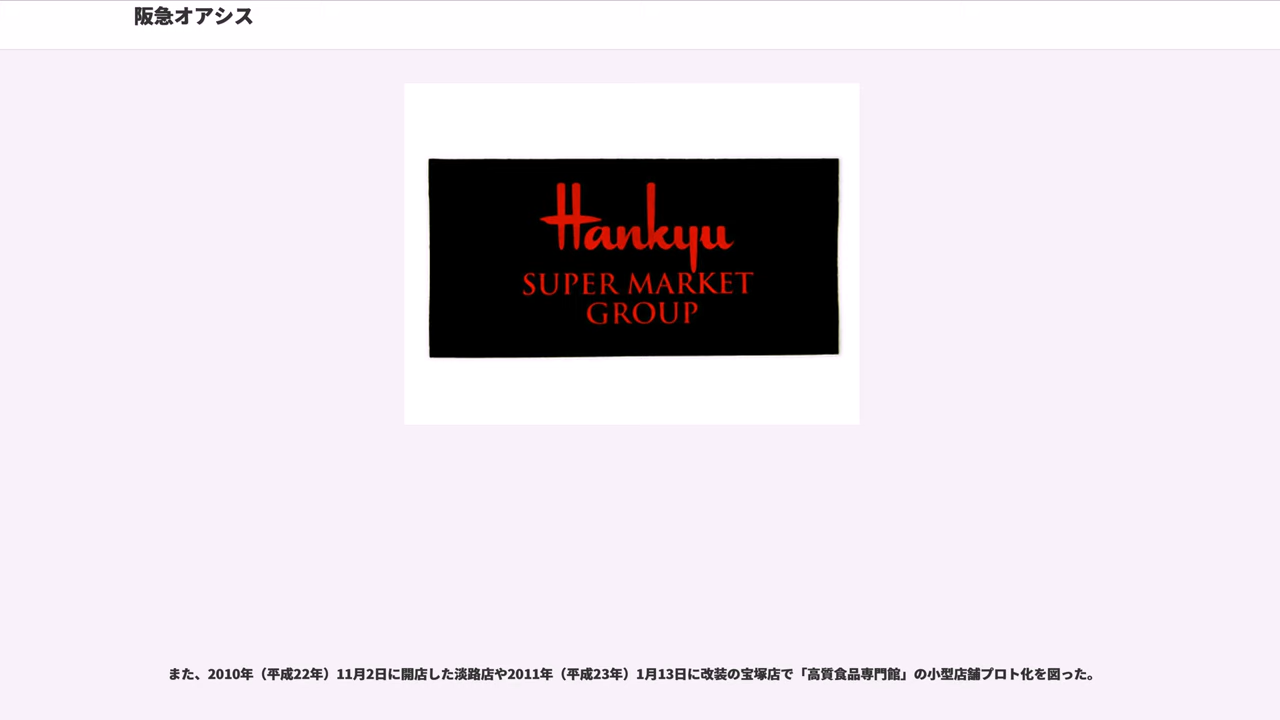 阪急オアシス
Hankyu
SUPER MARKET
GROUP
また、2010年（平成22年）11月2日に開店した淡路店や2011年（平成23年）1月13日に改装の宝塚店で「高質食品専門館」の小型店舗プロト化を図った。